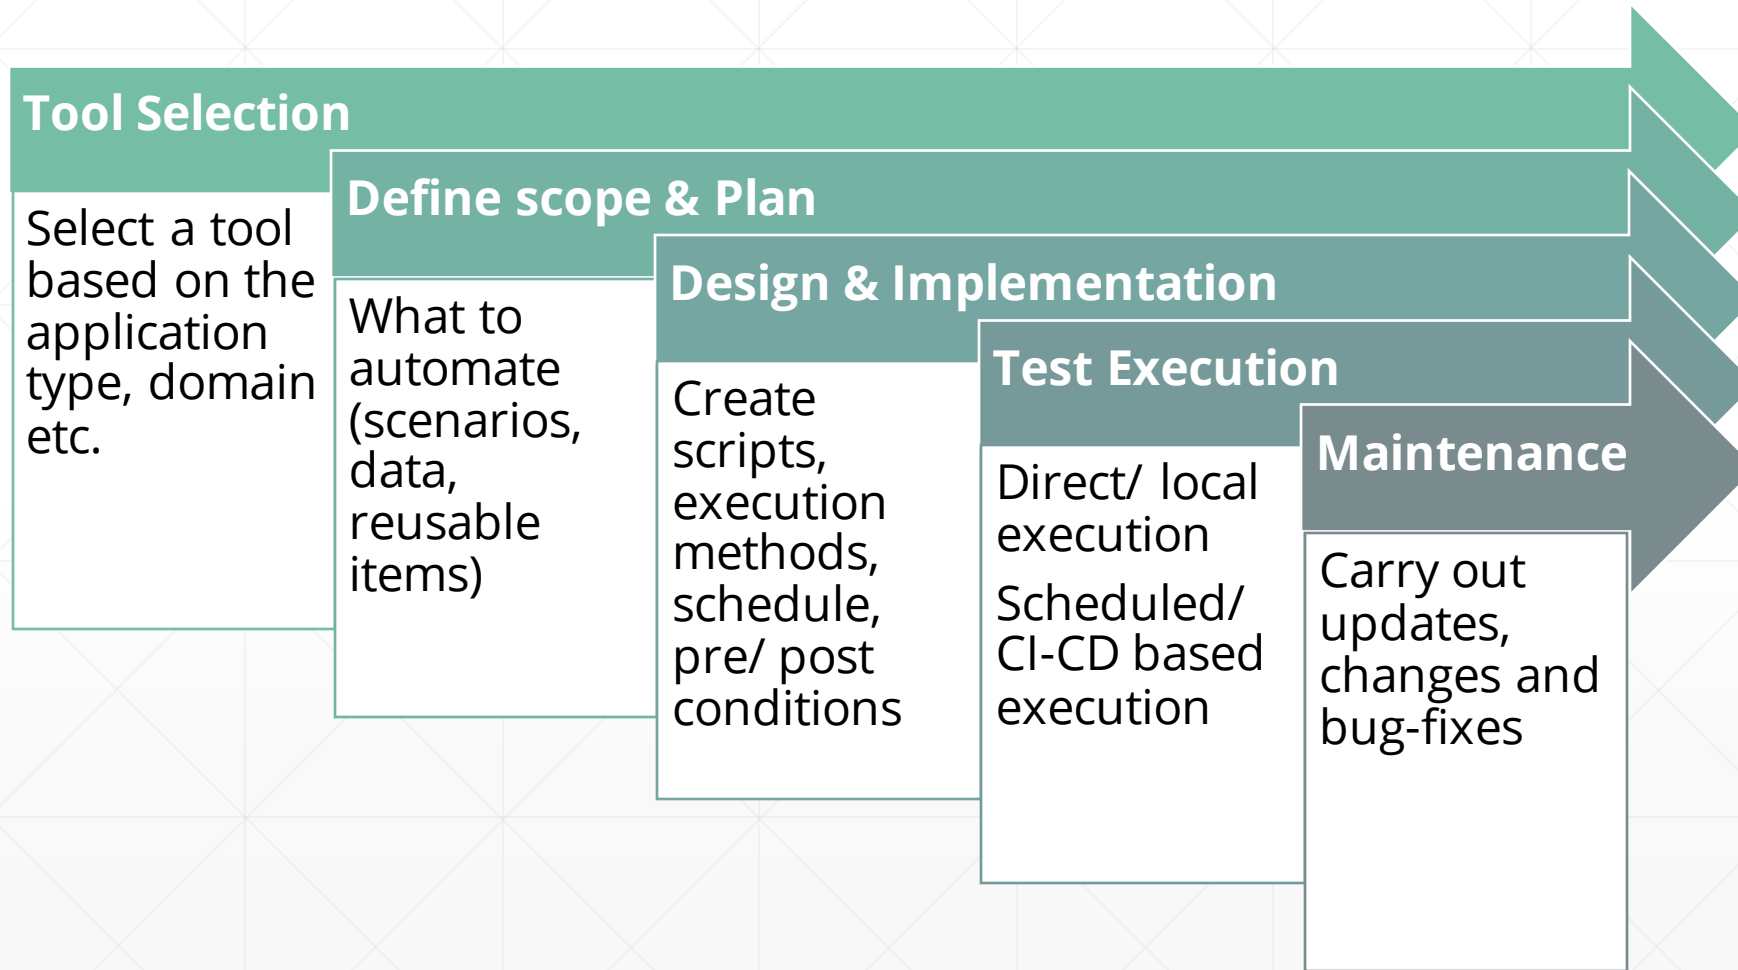 Tool Selection
Select a tool
based on the
application
type, domain
etc.
Define scope & Plan
What to
automate
(scenarios,
data,
reusable
items)
Design & Implementation
Create
scripts,
execution
methods,
schedule,
pre/ post
conditions
Test Execution
Direct/ local
execution
Scheduled/
CI-CD based
execution
Maintenance
Carry out
updates,
changes and
bug-fixes